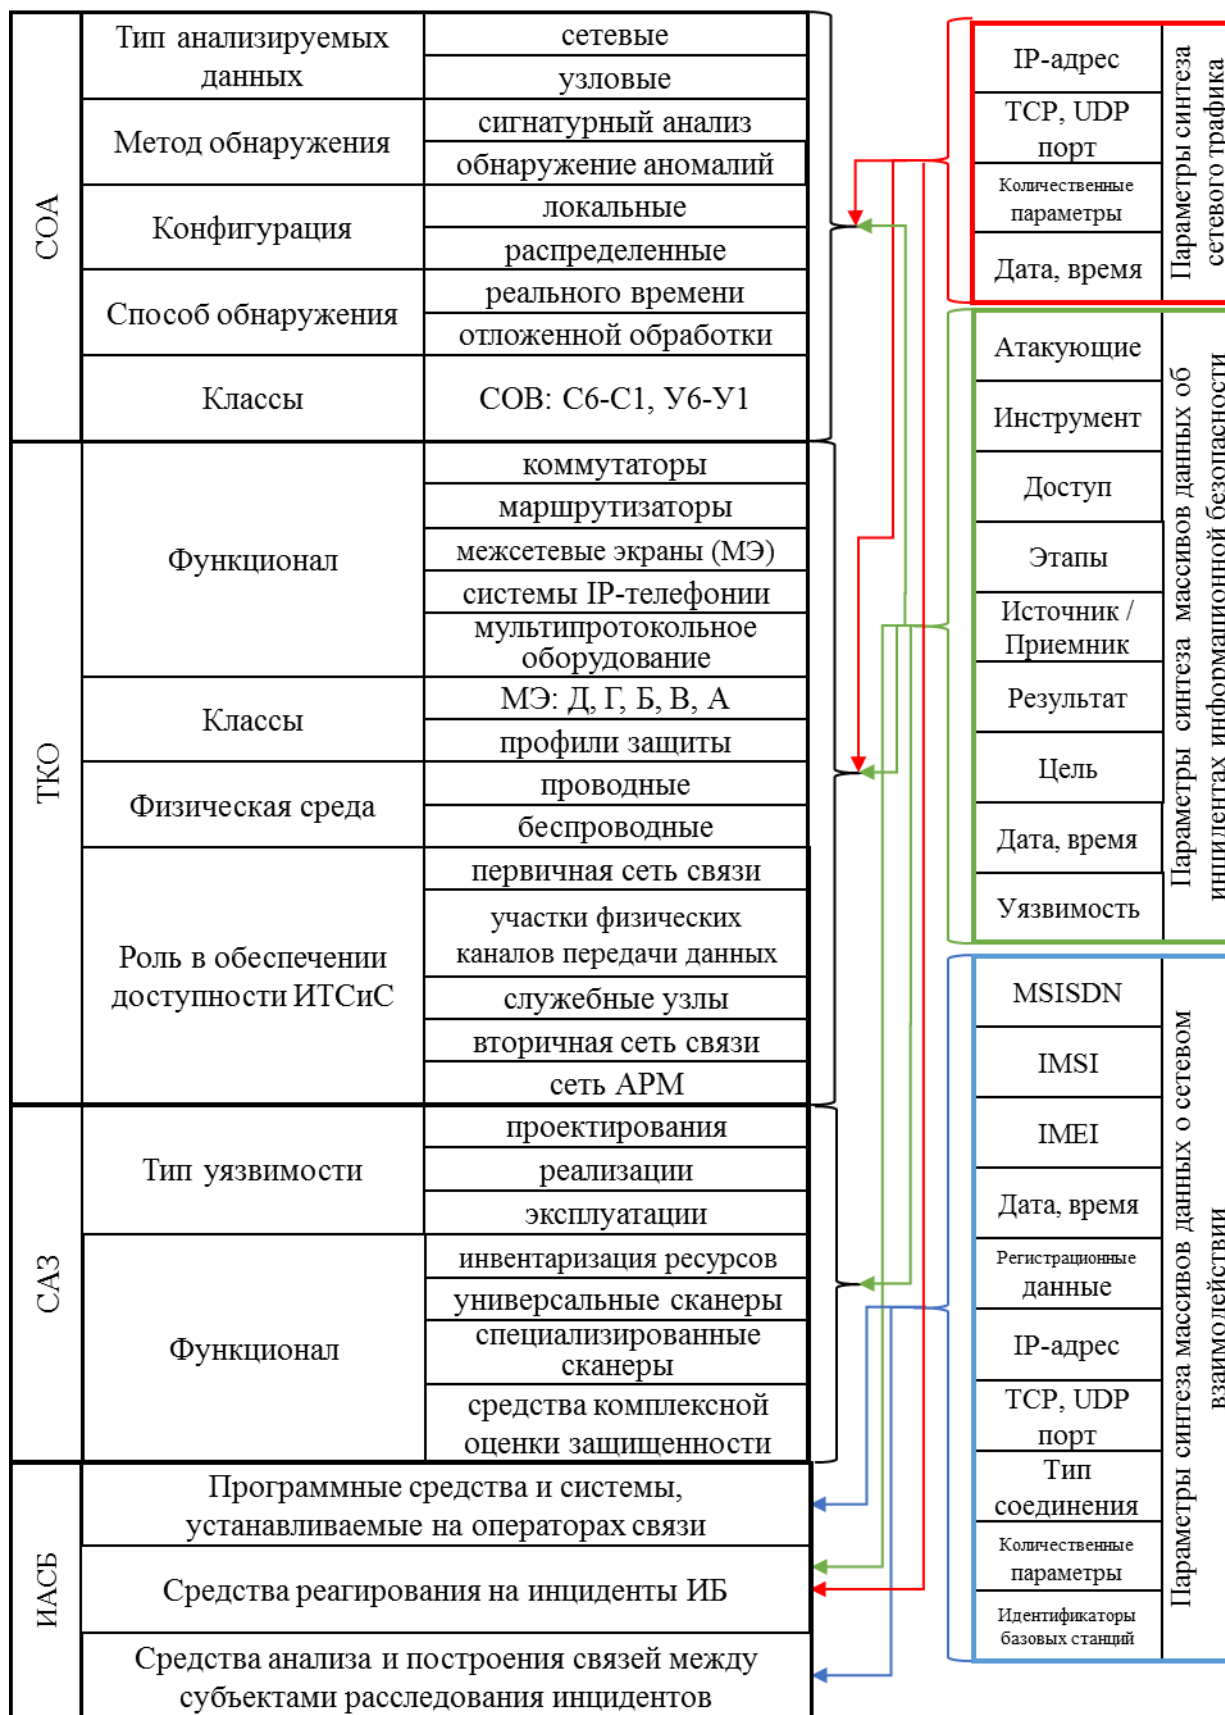 СОА
Тип анализируемых
данных
сетевые
узловые
Метод обнаружения
сигнатурный анализ
обнаружение аномалий
Конфигурация
локальные
распределенные
Способ обнаружения
реального времени
отложенной обработки
Классы
СОВ: С6-С1, У6-У1
ТКО
Функционал
коммутаторы
маршрутизаторы
межсетевые экраны (МЭ)
системы IP-телефонии
мультипротокольное
оборудование
Классы
МЭ: Д, Г, Б, В, А
профили защиты
Физическая среда
проводные
беспроводные
Роль в обеспечении
доступности ИТСиС
первичная сеть связи
участки физических
каналов передачи данных
служебные узлы
вторичная сеть связи
сеть АРМ
САЗ
Тип уязвимости
проектирования
реализации
эксплуатации
Функционал
инвентаризация ресурсов
универсальные сканеры
специализированные
сканеры
средства комплексной
оценки защищенности
ИАСБ
Программные средства и системы,
устанавливаемые на операторах связи
Средства реагирования на инциденты ИБ
Средства анализа и построения связей между
субъектами расследования инцидентов
IP-адрес
TCP, UDP
порт
Количественные
параметры
Дата, время
Параметры синтеза
сетевого трафика
Атакующие
Инструмент
Доступ
Этапы
Источник /
Приемник
Результат
Цель
Дата, время
Уязвимость
Параметры синтеза массивов данных об
инцидентах информационной безопасности
MSISDN
IMSI
IMEI
Дата, время
Регистрационные
данные
IP-адрес
TCP, UDP
порт
Тип
соединения
Количественные
параметры
Идентификаторы
базовых станций
Параметры синтеза массивов данных о сетевом
взаимодействии